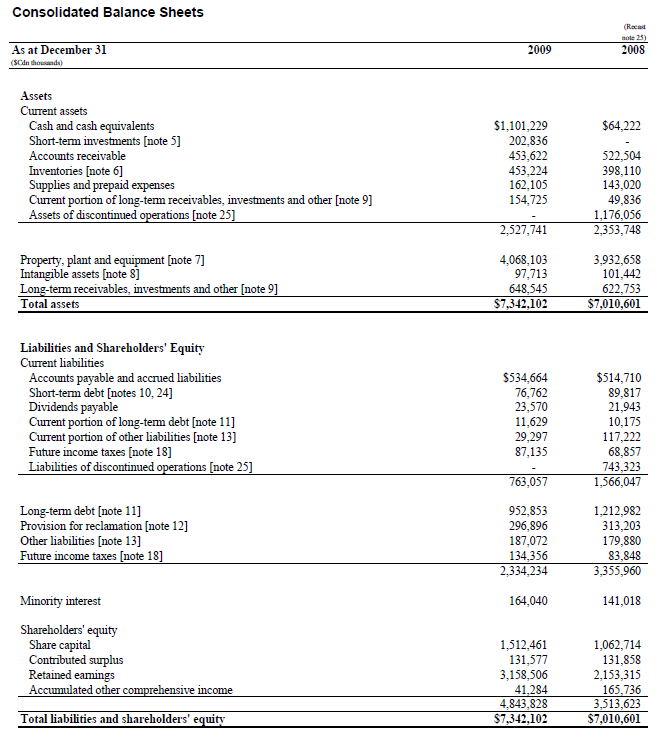 Consolidated Balance Sheets
(Recast
note 25)
As at December 31 2009 2008
($Cdn thousands)
Assets
Current assets
Cash and cash equivalents $1,101,229 $64,222
Short-term investments [note 5] 202,836 -
Accounts receivable 453,622 522,504
Inventories [note 6] 453,224 398,110
Supplies and prepaid expenses 162,105 143,020
Current portion of long-term receivables, investments and other [note 9] 154,725 49,836
Assets of discontinued operations [note 25] - 1,176,056
2,527,741 2,353,748
Property, plant and equipment [note 7] 4,068,103 3,932,658
Intangible assets [note 8] 97,713 101,442
Long-term receivables, investments and other [note 9] 648,545 622,753
Total assets $7,342,102 $7,010,601
Liabilities and Shareholders' Equity
Current liabilities
Accounts payable and accrued liabilities $534,664 $514,710
Short-term debt [notes 10, 24] 76,762 89,817
Dividends payable 23,570 21,943
Current portion of long-term debt [note 11] 11,629 10,175
Current portion of other liabilities [note 13] 29,297 117,222
Future income taxes [note 18] 87,135 68,857
Liabilities of discontinued operations [note 25] - 743,323
763,057 1,566,047
Long-term debt [note 11] 952,853 1,212,982
Provision for reclamation [note 12] 296,896 313,203
Other liabilities [note 13] 187,072 179,880
Future income taxes [note 18] 134,356 83,848
2,334,234 3,355,960
Minority interest 164,040 141,018
Shareholders' equity
Share capital 1,512,461 1,062,714
Contributed surplus 131,577 131,858
Retained earnings 3,158,506 2,153,315
Accumulated other comprehensive income 41,284 165,736
4,843,828 3,513,623
Total liabilities and shareholders' equity $7,342,102 $7,010,601